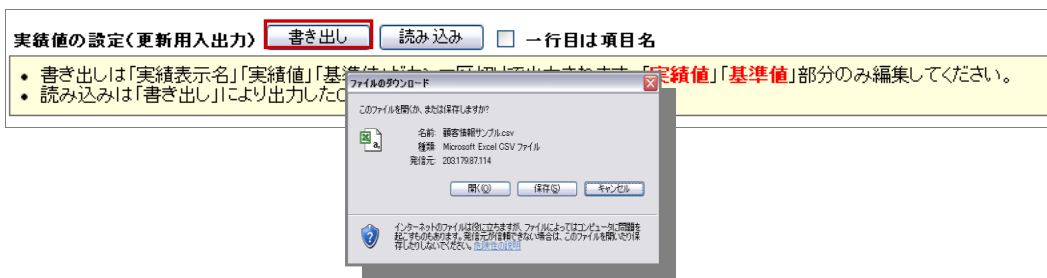 実績値の設定(更新用入出力) 書き出し 読み込み 一行目は項目名
• 書き出しは「実績表示名」「実績値」「基準値」「実績値」「基準値」部分のみ編集してください。
• 読み込みは「書き出し」により出力したC
ファイルのダウンロード
このファイルを開くか、または保存しますか?
名前: 顧客情報サンプル.csv
種類: Microsoft Excel CSV ファイル
発信元: 203.179.87.114
開く(O) 保存(S) キャンセル
インターネットのファイルは役に立ちますが、ファイルによってはコンピュータに問題を
起こすものもあります。発信元が信頼できない場合は、このファイルを開いたり保
存したりしないでください。危険性の説明